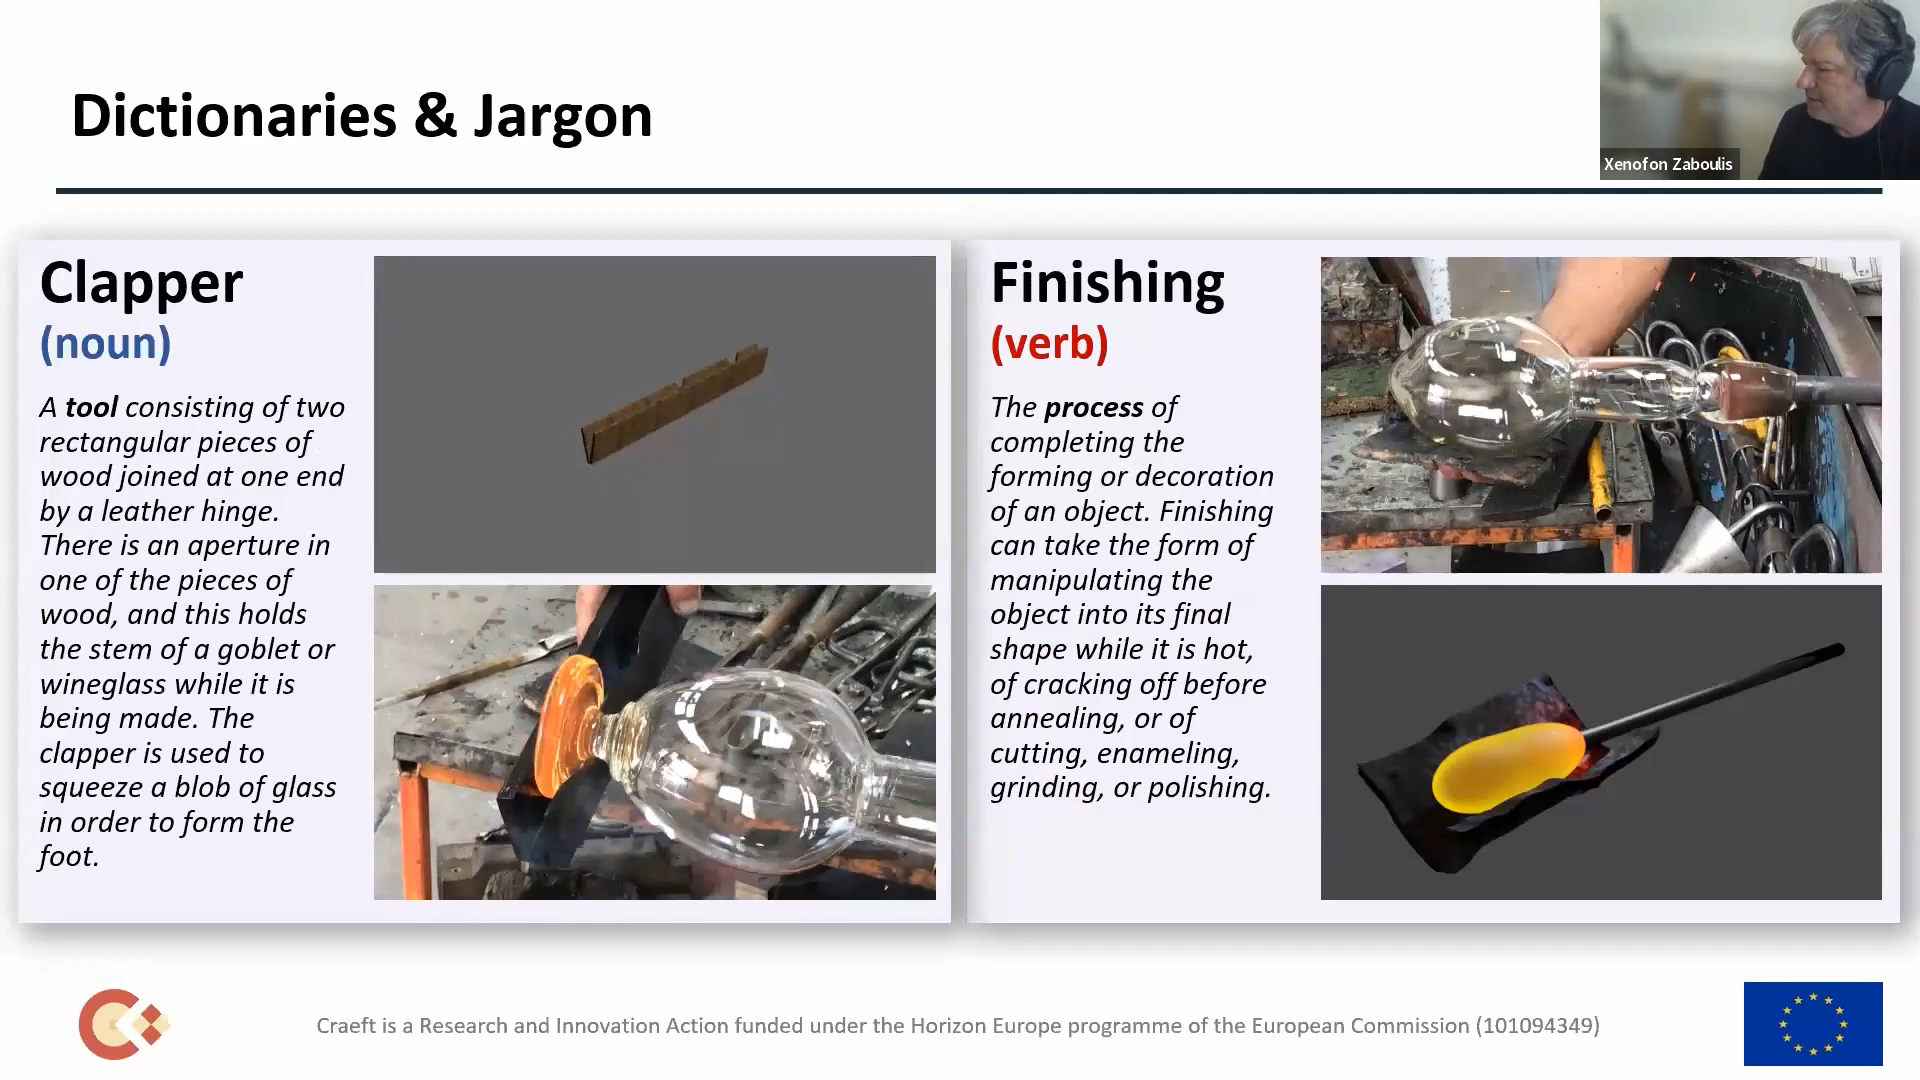 Dictionaries & Jargon
Xenofon Zaboulis
Clapper
(noun)
A tool consisting of two
rectangular pieces of
wood joined at one end
by a leather hinge.
There is an aperture in
one of the pieces of
wood, and this holds
the stem of a goblet or
wineglass while it is
being made. The
clapper is used to
squeeze a blob of glass
in order to form the
foot.
Finishing
(verb)
The process of
completing the
forming or decoration
of an object. Finishing
can take the form of
manipulating the
object into its final
shape while it is hot,
of cracking off before
annealing, or of
cutting, enameling,
grinding, or polishing.
Craeft is a Research and Innovation Action funded under the Horizon Europe programme of the European Commission (101094349)